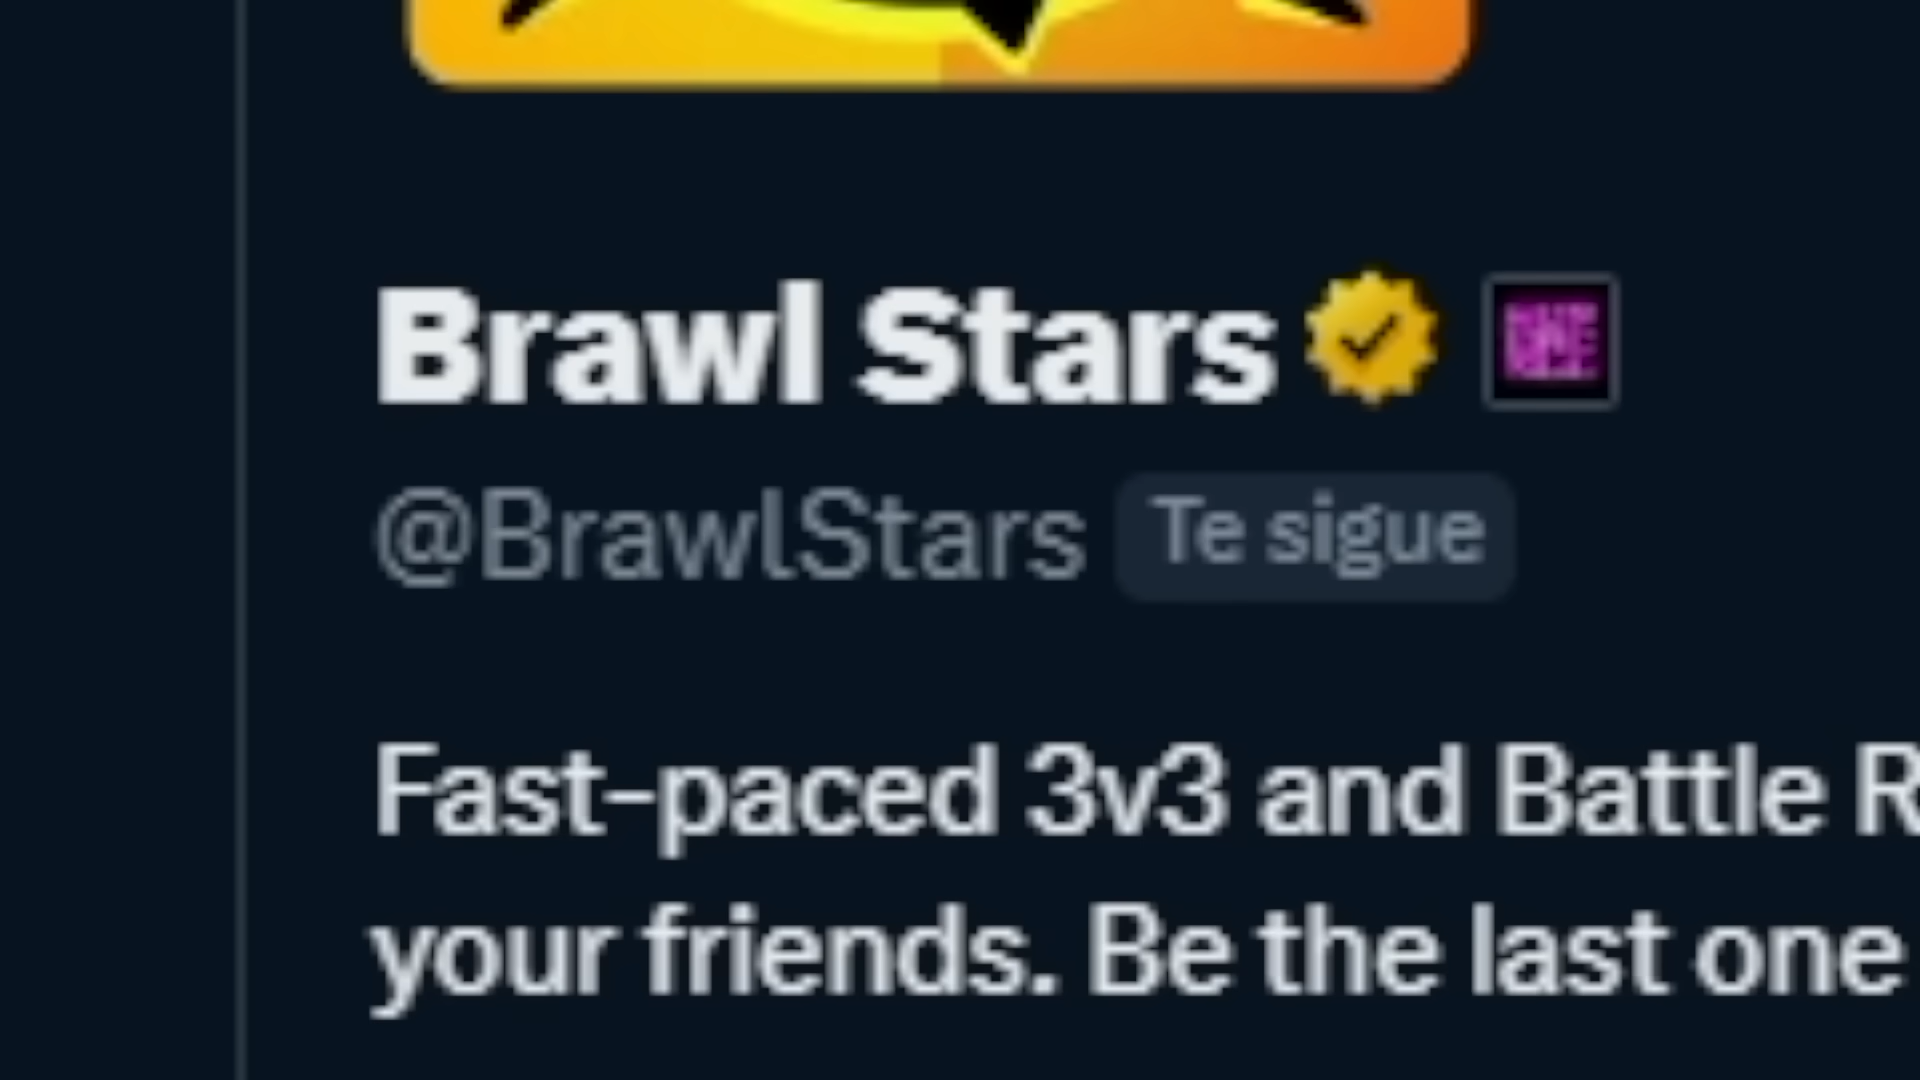 Brawl Stars
@BrawlStars Te sigue
Fast-paced 3v3 and Battle R
your friends. Be the last one